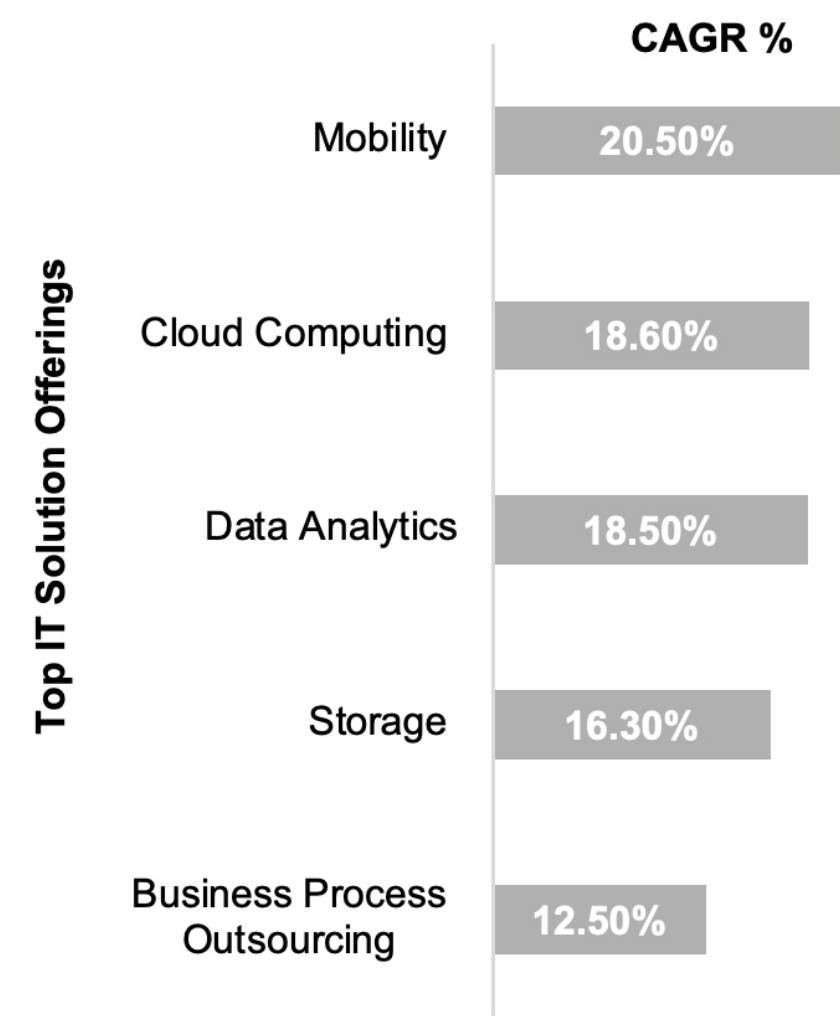 CAGR %
Top IT Solution Offerings
Mobility
20.50%
Cloud Computing
18.60%
Data Analytics
18.50%
Storage
16.30%
Business Process
Outsourcing
12.50%